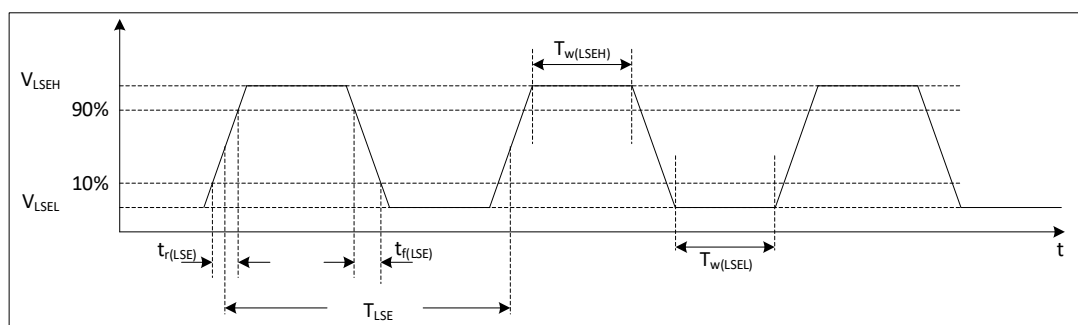 T_w(LSEH)
V_LSEH
90%
10%
V_LSEL
t_r(LSE)
t_f(LSE)
T_w(LSEL)
t
T_LSE